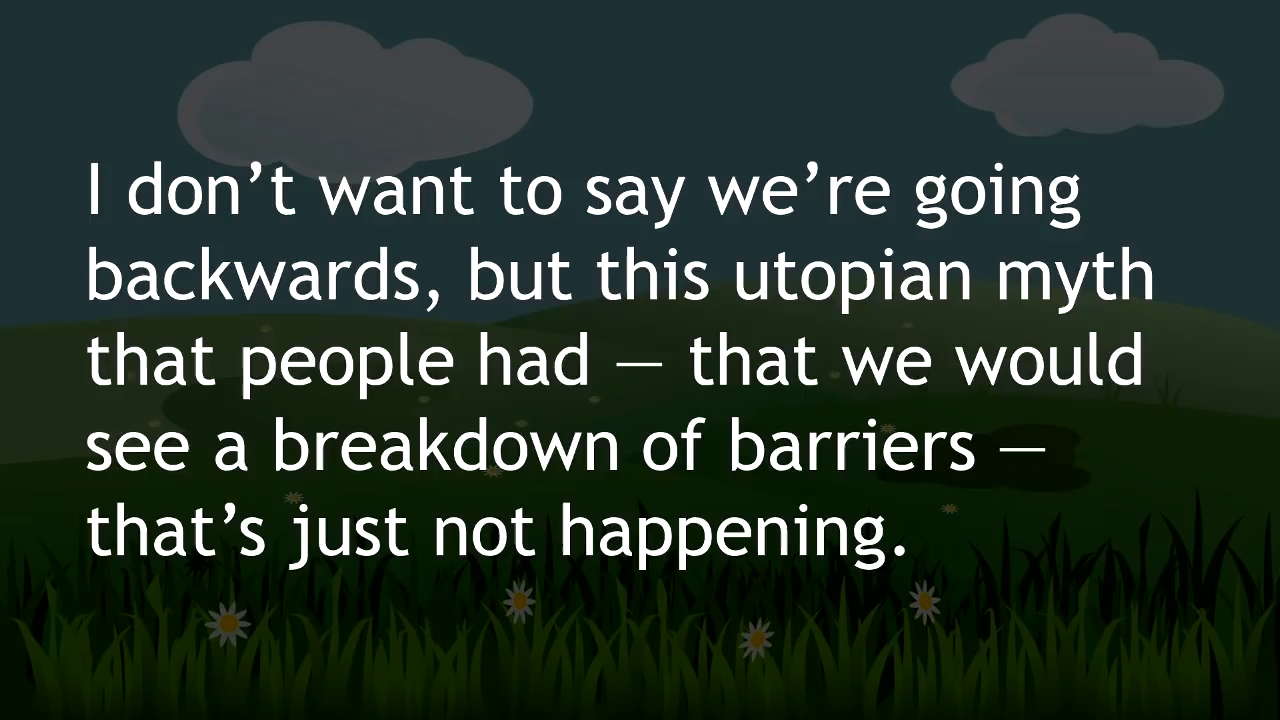 I don’t want to say we’re going
backwards, but this utopian myth
that people had — that we would
see a breakdown of barriers —
that’s just not happening.